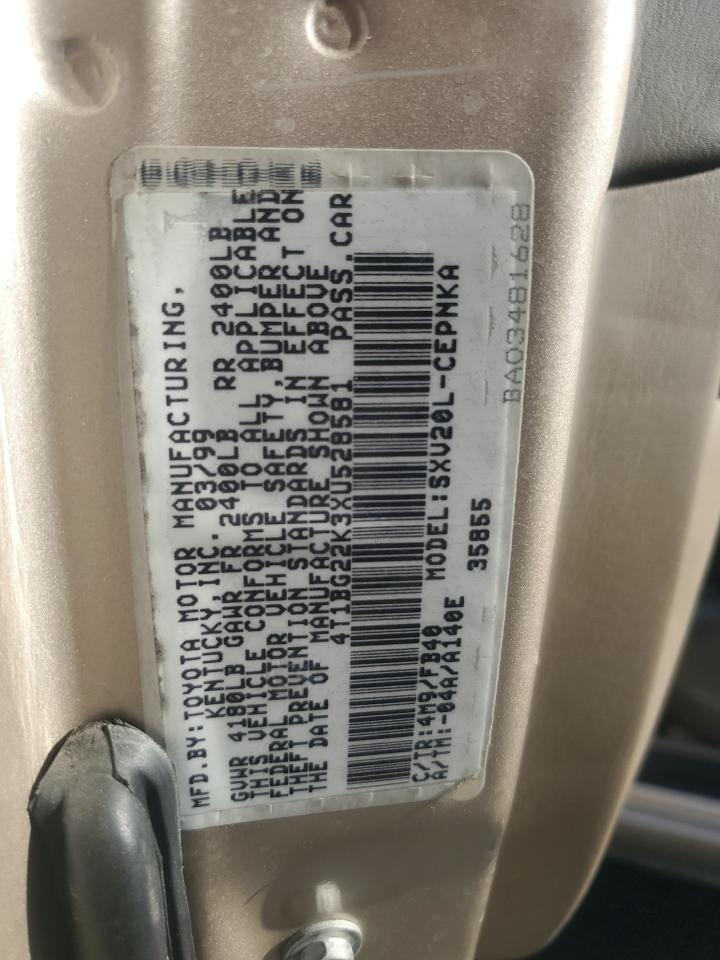 MFD.BY:TOYOTA MOTOR MANUFACTURING,
KENTUCKY,INC. 03/99
GVWR 4180LB GAWR FR 2400LB RR 2400LB
THIS VEHICLE CONFORMS TO ALL APPLICABLE
FEDERAL MOTOR VEHICLE SAFETY,BUMPER AND
THEFT PREVENTION STANDARDS IN EFFECT ON
THE DATE OF MANUFACTURE SHOWN ABOVE
4T1BG22K3XU528581 PASS.CAR
C/TR:4M9/FB40 MODEL:SXV20L-CEPNKA
A/TM:-04A/A140E 35855
BA03481628